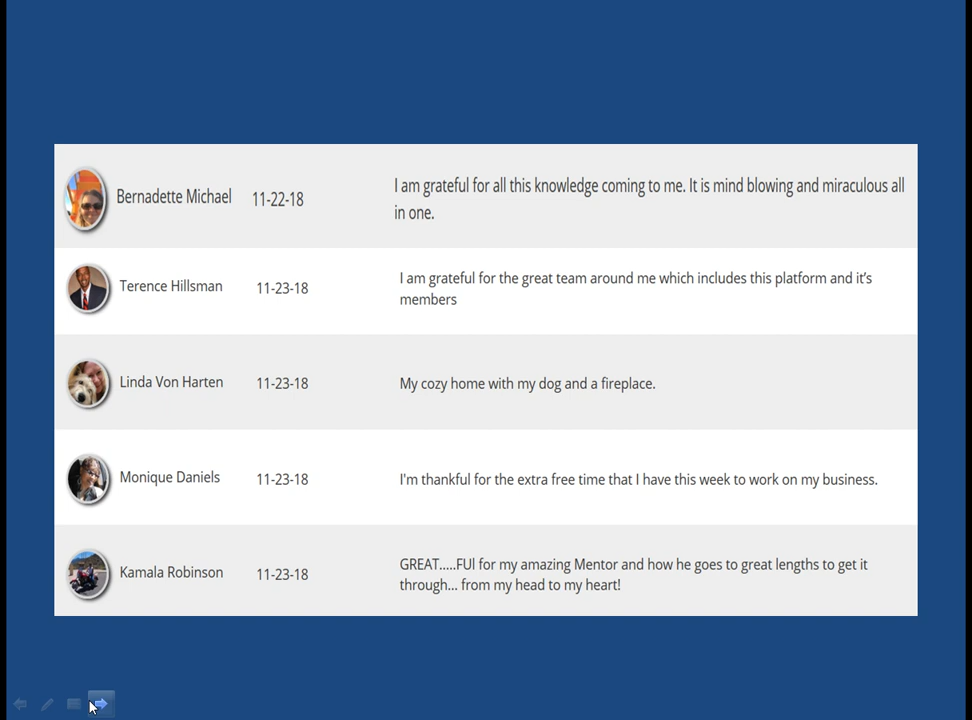 Bernadette Michael 11-22-18 I am grateful for all this knowledge coming to me. It is mind blowing and miraculous all
in one.
Terence Hillsman 11-23-18 I am grateful for the great team around me which includes this platform and it's
members
Linda Von Harten 11-23-18 My cozy home with my dog and a fireplace.
Monique Daniels 11-23-18 I'm thankful for the extra free time that I have this week to work on my business.
Kamala Robinson 11-23-18 GREAT.....FUl for my amazing Mentor and how he goes to great lengths to get it
through... from my head to my heart!